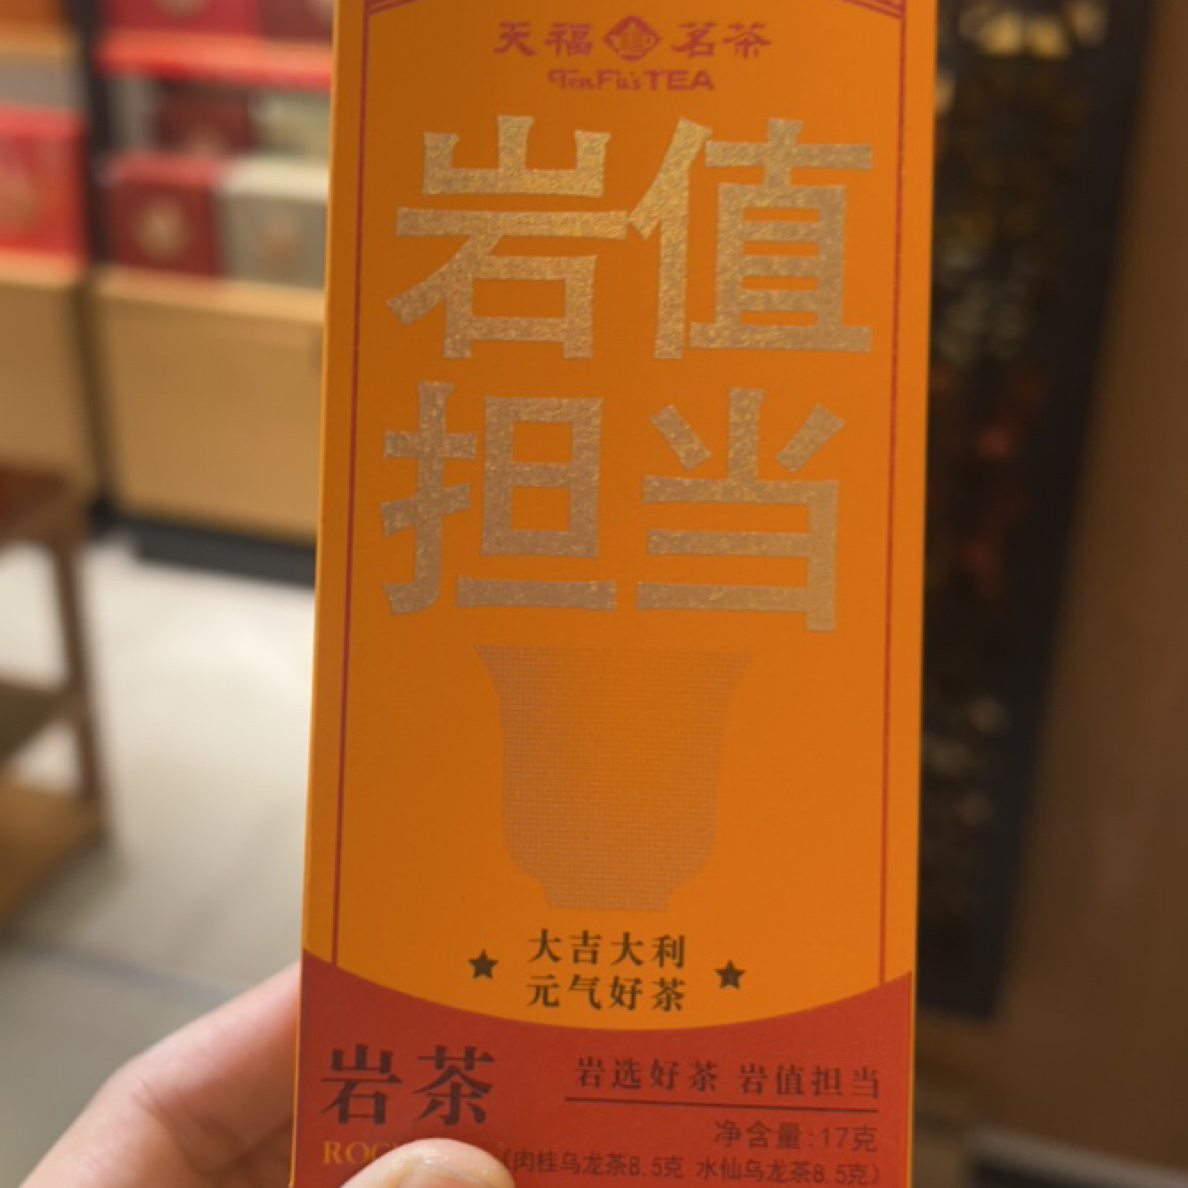 天福茗茶
TenFu's TEA
岩值
担当
大吉大利
元气好茶
岩茶
岩选好茶 岩值担当
净含量:17克
(肉桂乌龙茶8.5克 水仙乌龙茶8.5克)